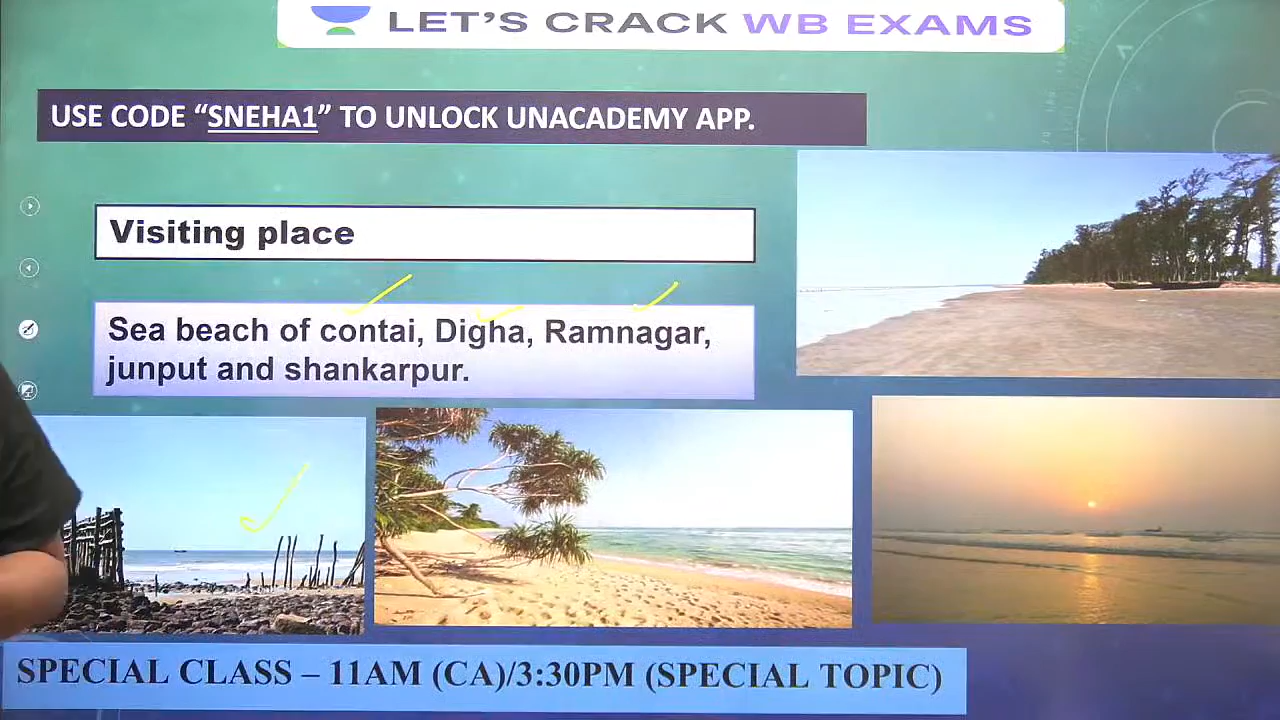 LET'S CRACK WB EXAMS
USE CODE “SNEHA1” TO UNLOCK UNACADEMY APP.
Visiting place
Sea beach of contai, Digha, Ramnagar,
junput and shankarpur.
SPECIAL CLASS – 11AM (CA)/3:30PM (SPECIAL TOPIC)